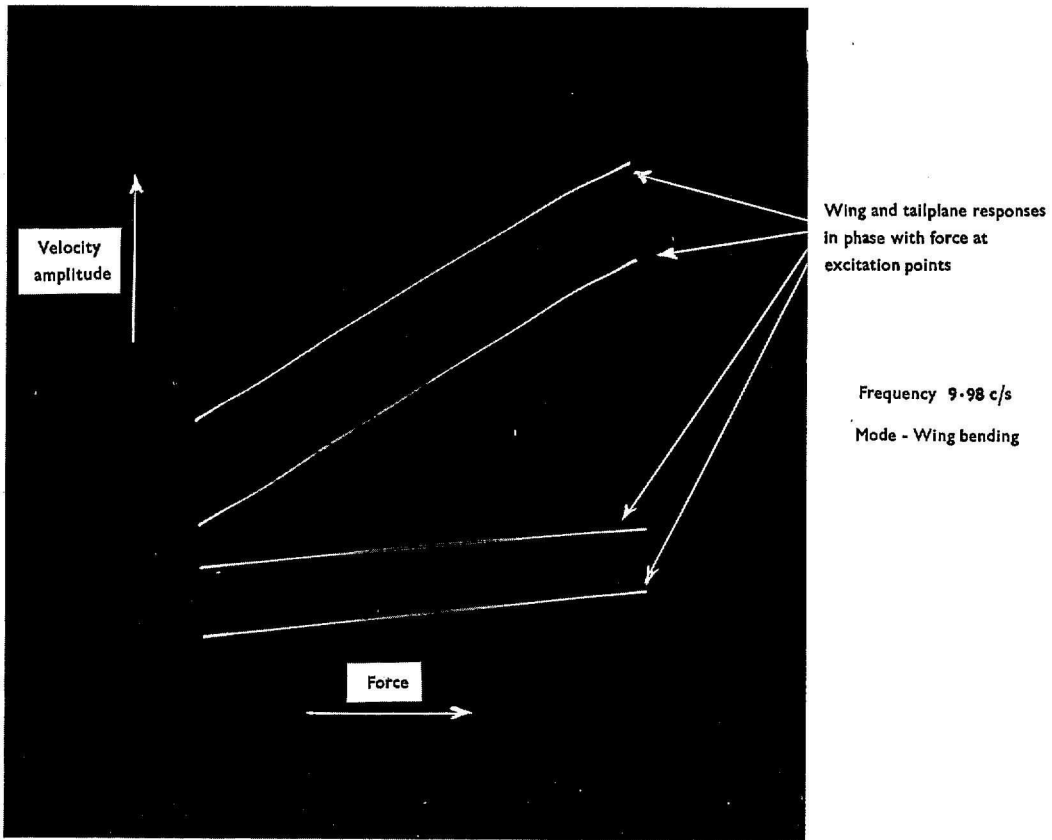 Velocity
amplitude
Wing and tailplane responses
in phase with force at
excitation points
Frequency 9·98 c/s
Mode - Wing bending
Force